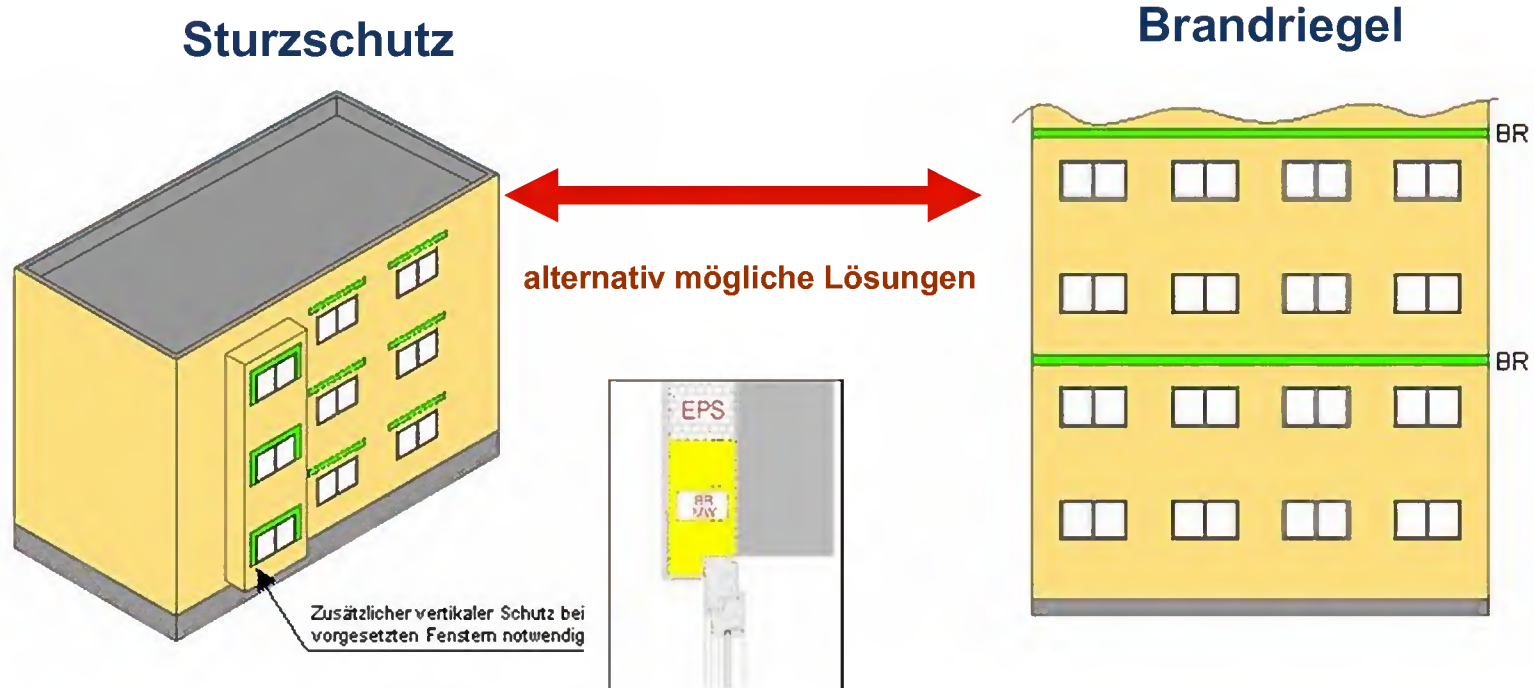 Sturzschutz
Brandriegel
BR
alternativ mögliche Lösungen
BR
EPS
BR
MW
Zusätzlicher vertikaler Schutz bei
vorgesetzten Fenstern notwendig